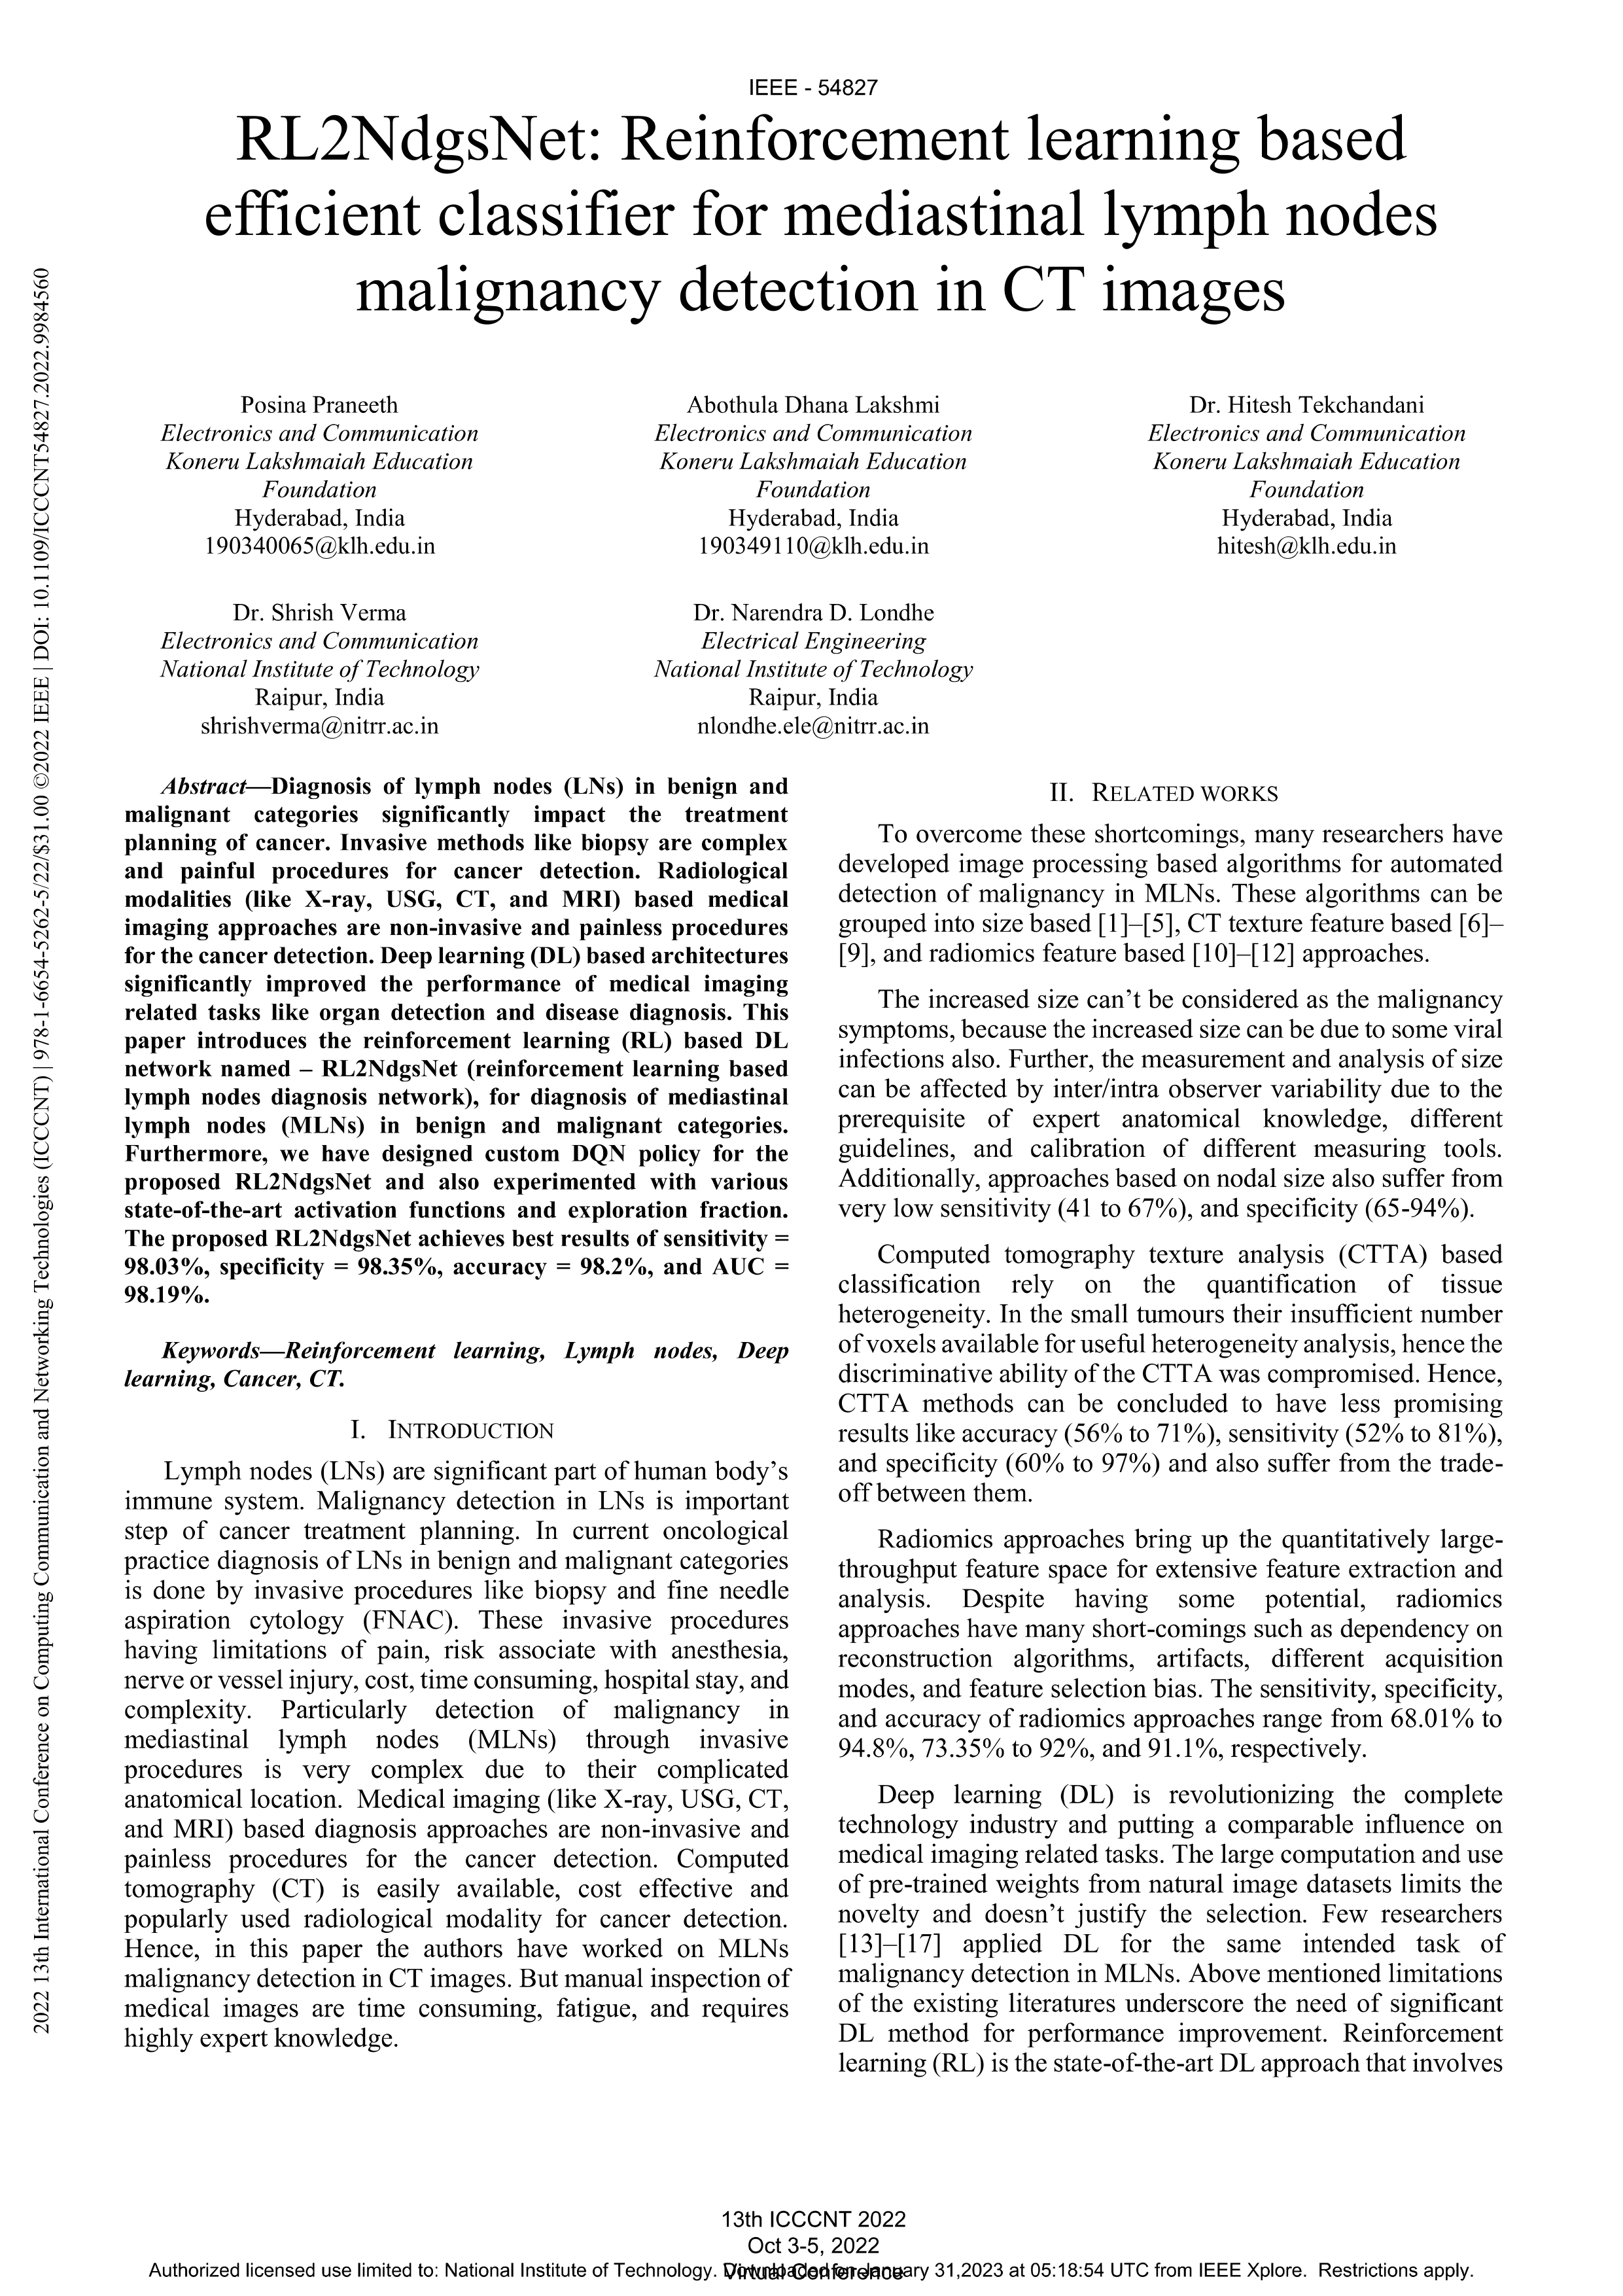 IEEE - 54827
RL2NdgsNet: Reinforcement learning based
efficient classifier for mediastinal lymph nodes
malignancy detection in CT images
Posina Praneeth
Electronics and Communication
Koneru Lakshmaiah Education
Foundation
Hyderabad, India
190340065@klh.edu.in
Abothula Dhana Lakshmi
Electronics and Communication
Koneru Lakshmaiah Education
Foundation
Hyderabad, India
190349110@klh.edu.in
Dr. Hitesh Tekchandani
Electronics and Communication
Koneru Lakshmaiah Education
Foundation
Hyderabad, India
hitesh@klh.edu.in
Dr. Shrish Verma
Electronics and Communication
National Institute of Technology
Raipur, India
shrishverma@nitrr.ac.in
Dr. Narendra D. Londhe
Electrical Engineering
National Institute of Technology
Raipur, India
nlondhe.ele@nitrr.ac.in
Abstract—Diagnosis of lymph nodes (LNs) in benign and
malignant categories significantly impact the treatment
planning of cancer. Invasive methods like biopsy are complex
and painful procedures for cancer detection. Radiological
modalities (like X-ray, USG, CT, and MRI) based medical
imaging approaches are non-invasive and painless procedures
for the cancer detection. Deep learning (DL) based architectures
significantly improved the performance of medical imaging
related tasks like organ detection and disease diagnosis. This
paper introduces the reinforcement learning (RL) based DL
network named – RL2NdgsNet (reinforcement learning based
lymph nodes diagnosis network), for diagnosis of mediastinal
lymph nodes (MLNs) in benign and malignant categories.
Furthermore, we have designed custom DQN policy for the
proposed RL2NdgsNet and also experimented with various
state-of-the-art activation functions and exploration fraction.
The proposed RL2NdgsNet achieves best results of sensitivity =
98.03%, specificity = 98.35%, accuracy = 98.2%, and AUC =
98.19%.
Keywords—Reinforcement learning, Lymph nodes, Deep
learning, Cancer, CT.
I. INTRODUCTION
Lymph nodes (LNs) are significant part of human body’s
immune system. Malignancy detection in LNs is important
step of cancer treatment planning. In current oncological
practice diagnosis of LNs in benign and malignant categories
is done by invasive procedures like biopsy and fine needle
aspiration cytology (FNAC). These invasive procedures
having limitations of pain, risk associate with anesthesia,
nerve or vessel injury, cost, time consuming, hospital stay, and
complexity. Particularly detection of malignancy in
mediastinal lymph nodes (MLNs) through invasive
procedures is very complex due to their complicated
anatomical location. Medical imaging (like X-ray, USG, CT,
and MRI) based diagnosis approaches are non-invasive and
painless procedures for the cancer detection. Computed
tomography (CT) is easily available, cost effective and
popularly used radiological modality for cancer detection.
Hence, in this paper the authors have worked on MLNs
malignancy detection in CT images. But manual inspection of
medical images are time consuming, fatigue, and requires
highly expert knowledge.
II. RELATED WORKS
To overcome these shortcomings, many researchers have
developed image processing based algorithms for automated
detection of malignancy in MLNs. These algorithms can be
grouped into size based [1]–[5], CT texture feature based [6]–
[9], and radiomics feature based [10]–[12] approaches.
The increased size can’t be considered as the malignancy
symptoms, because the increased size can be due to some viral
infections also. Further, the measurement and analysis of size
can be affected by inter/intra observer variability due to the
prerequisite of expert anatomical knowledge, different
guidelines, and calibration of different measuring tools.
Additionally, approaches based on nodal size also suffer from
very low sensitivity (41 to 67%), and specificity (65-94%).
Computed tomography texture analysis (CTTA) based
classification rely on the quantification of tissue
heterogeneity. In the small tumours their insufficient number
of voxels available for useful heterogeneity analysis, hence the
discriminative ability of the CTTA was compromised. Hence,
CTTA methods can be concluded to have less promising
results like accuracy (56% to 71%), sensitivity (52% to 81%),
and specificity (60% to 97%) and also suffer from the trade-
off between them.
Radiomics approaches bring up the quantitatively large-
throughput feature space for extensive feature extraction and
analysis. Despite having some potential, radiomics
approaches have many short-comings such as dependency on
reconstruction algorithms, artifacts, different acquisition
modes, and feature selection bias. The sensitivity, specificity,
and accuracy of radiomics approaches range from 68.01% to
94.8%, 73.35% to 92%, and 91.1%, respectively.
Deep learning (DL) is revolutionizing the complete
technology industry and putting a comparable influence on
medical imaging related tasks. The large computation and use
of pre-trained weights from natural image datasets limits the
novelty and doesn’t justify the selection. Few researchers
[13]–[17] applied DL for the same intended task of
malignancy detection in MLNs. Above mentioned limitations
of the existing literatures underscore the need of significant
DL method for performance improvement. Reinforcement
learning (RL) is the state-of-the-art DL approach that involves
2022 13th International Conference on Computing Communication and Networking Technologies (ICCCNT) | 978-1-6654-5262-5/22/$31.00 ©2022 IEEE | DOI: 10.1109/ICCCNT54827.2022.9984560
13th ICCCNT 2022
Oct 3-5, 2022
Virtual Conference
Authorized licensed use limited to: National Institute of Technology. Downloaded on January 31,2023 at 05:18:54 UTC from IEEE Xplore. Restrictions apply.